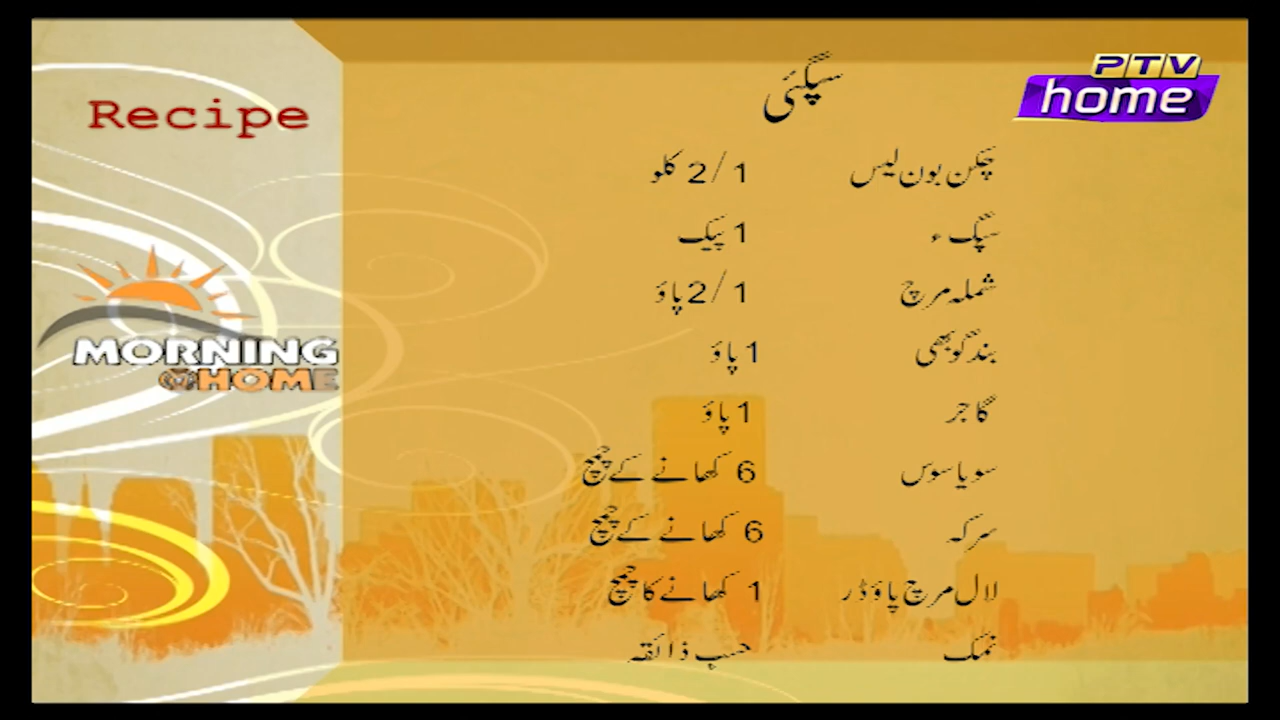 Recipe
PTV
home
سپگئی
چکن بون لیس 1/2 کلو
سپگ ء 1 پیک
شملہ مرچ 1/2 پاؤ
بند گوبھی 1 پاؤ
گاجر 1 پاؤ
سویا سوس 6 کھانے کے چمچ
سرکہ 6 کھانے کے چمچ
لال مرچ پاؤڈر 1 کھانے کا چمچ
نمک حسب ذائقہ
MORNING
@HOME